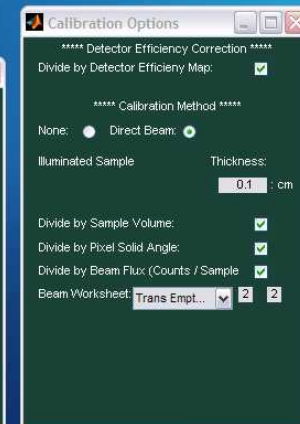 Calibration Options
***** Detector Efficiency Correction *****
Divide by Detector Efficieny Map:
***** Calibration Method *****
None: Direct Beam:
Illuminated Sample Thickness:
0.1 : cm
Divide by Sample Volume:
Divide by Pixel Solid Angle:
Divide by Beam Flux (Counts / Sample
Beam Worksheet: Trans Empt... 2 2